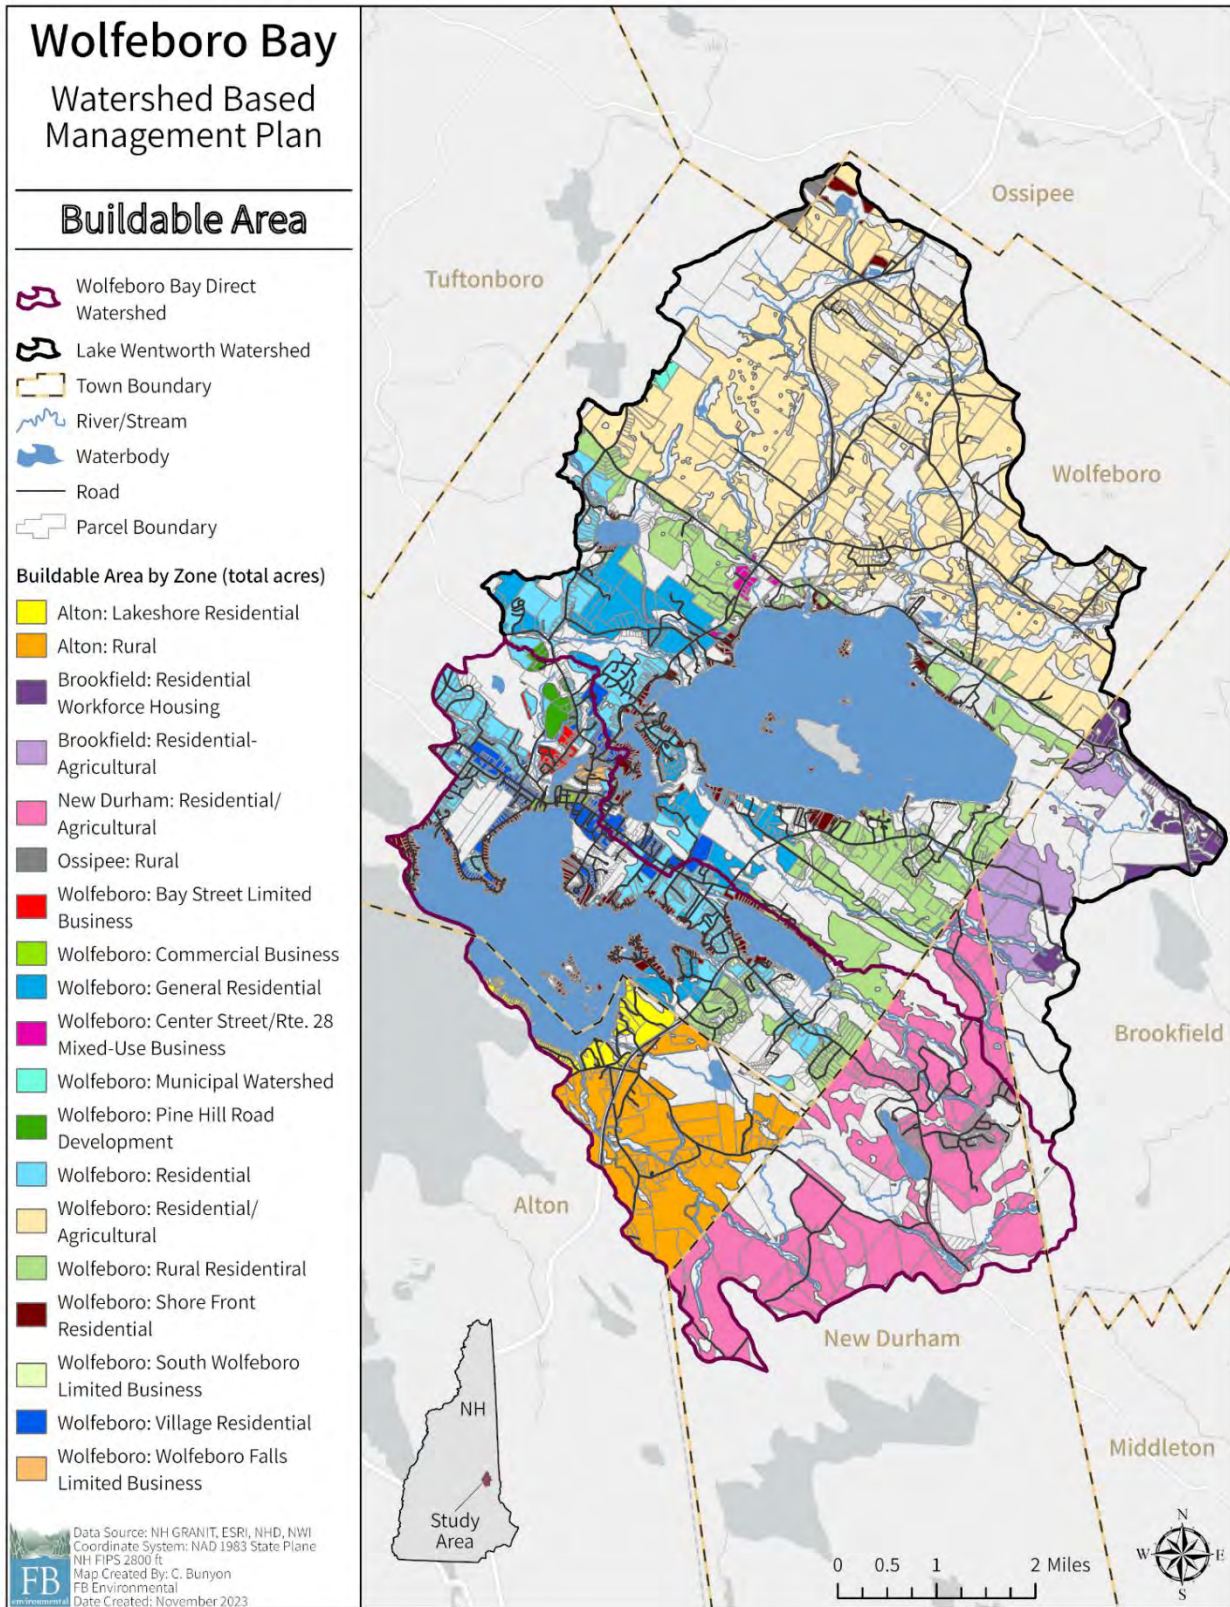 Wolfeboro Bay
Watershed Based
Management Plan
Buildable Area
Wolfeboro Bay Direct
Watershed
Lake Wentworth Watershed
Town Boundary
River/Stream
Waterbody
Road
Parcel Boundary
Buildable Area by Zone (total acres)
Alton: Lakeshore Residential
Alton: Rural
Brookfield: Residential
Workforce Housing
Brookfield: Residential-
Agricultural
New Durham: Residential/
Agricultural
Ossipee: Rural
Wolfeboro: Bay Street Limited
Business
Wolfeboro: Commercial Business
Wolfeboro: General Residential
Wolfeboro: Center Street/Rte. 28
Mixed-Use Business
Wolfeboro: Municipal Watershed
Wolfeboro: Pine Hill Road
Development
Wolfeboro: Residential
Wolfeboro: Residential/
Agricultural
Wolfeboro: Rural Residentiral
Wolfeboro: Shore Front
Residential
Wolfeboro: South Wolfeboro
Limited Business
Wolfeboro: Village Residential
Wolfeboro: Wolfeboro Falls
Limited Business
FB
environmental
Data Source: NH GRANIT, ESRI, NHD, NWI
Coordinate System: NAD 1983 State Plane
NH FIPS 2800 ft
Map Created By: C. Bunyon
FB Environmental
Date Created: November 2023
Ossipee
Tuftonboro
Wolfeboro
Brookfield
Alton
New Durham
Middleton
NH
Study
Area
0 0.5 1 2 Miles
N
W E
S